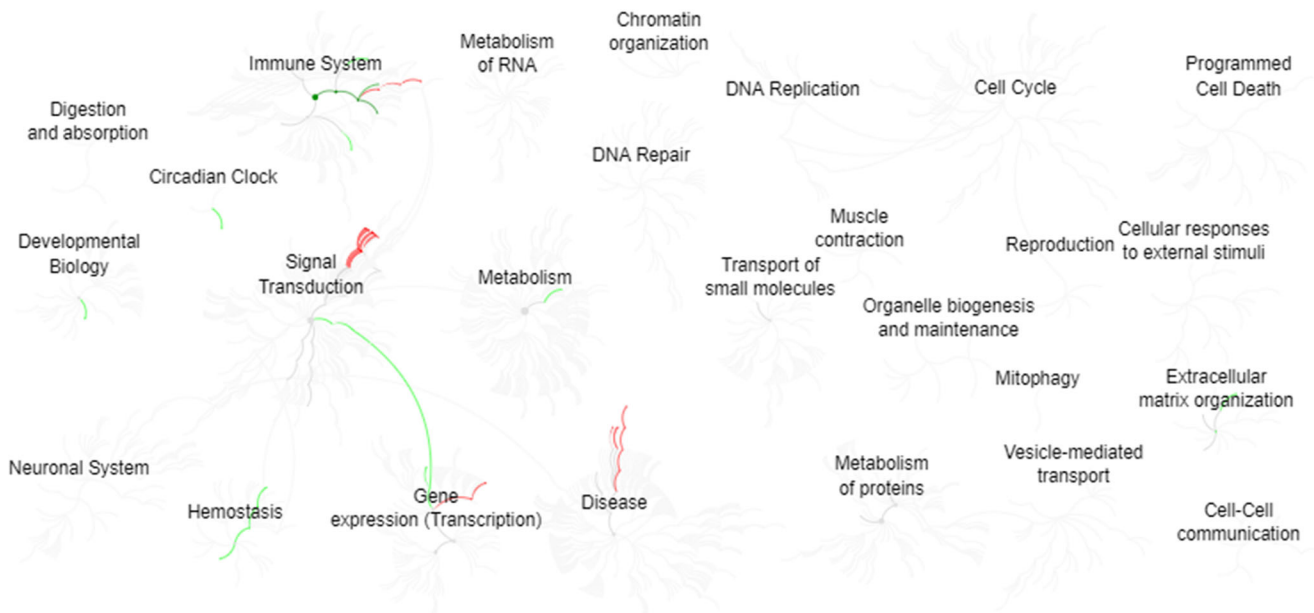 Immune System
Metabolism
of RNA
Chromatin
organization
DNA Replication
Cell Cycle
Programmed
Cell Death
Digestion
and absorption
Circadian Clock
DNA Repair
Developmental
Biology
Signal
Transduction
Metabolism
Transport of
small molecules
Muscle
contraction
Reproduction
Cellular responses
to external stimuli
Organelle biogenesis
and maintenance
Mitophagy
Extracellular
matrix organization
Neuronal System
Hemostasis
Gene
expression (Transcription)
Disease
Metabolism
of proteins
Vesicle-mediated
transport
Cell-Cell
communication